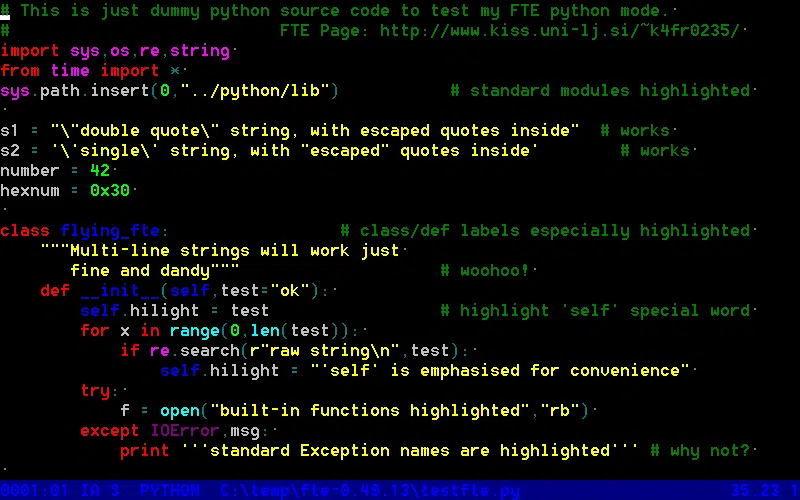 # This is just dummy python source code to test my FTE python mode.
#                           FTE Page: http://www.kiss.uni-lj.si/~k4fr0235/
import sys,os,re,string
from time import *
sys.path.insert(0,"../python/lib")           # standard modules highlighted
s1 = "\"double quote\" string, with escaped quotes inside"  # works
s2 = '\'single\' string, with "escaped" quotes inside'        # works
number = 42
hexnum = 0x30
class flying_fte:                 # class/def labels especially highlighted
    """Multi-line strings will work just
       fine and dandy"""                    # woohoo!
    def __init__(self,test="ok"):
        self.hilight = test                 # highlight 'self' special word
        for x in range(0,len(test)):
            if re.search(r"raw string\n",test):
                self.hilight = "'self' is emphasised for convenience"
        try:
            f = open("built-in functions highlighted","rb")
        except IOError,msg:
            print '''standard Exception names are highlighted''' # why not?
0001:01 IA S  PYTHON  C:\temp\fte-0.49.13\testfte.py                     35,23 1